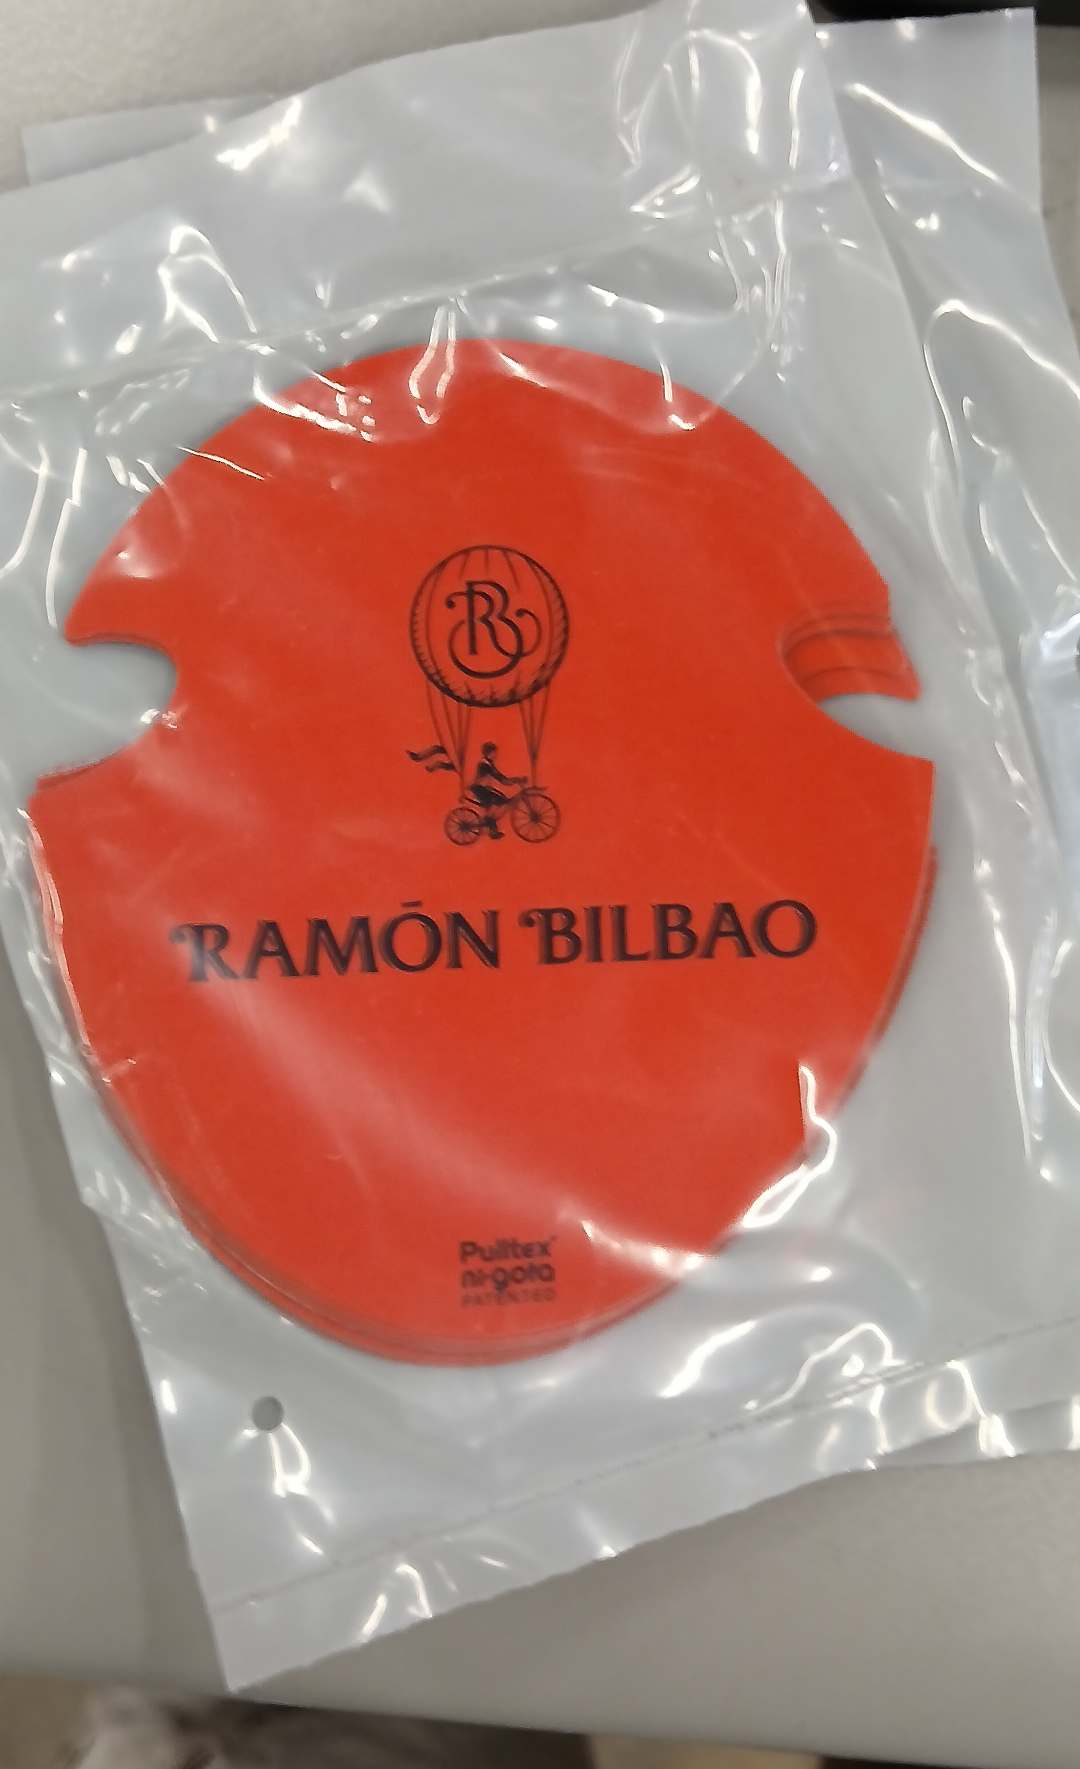 RB
RAMÓN BILBAO
Pulltex®
ni-gota
PATENTED